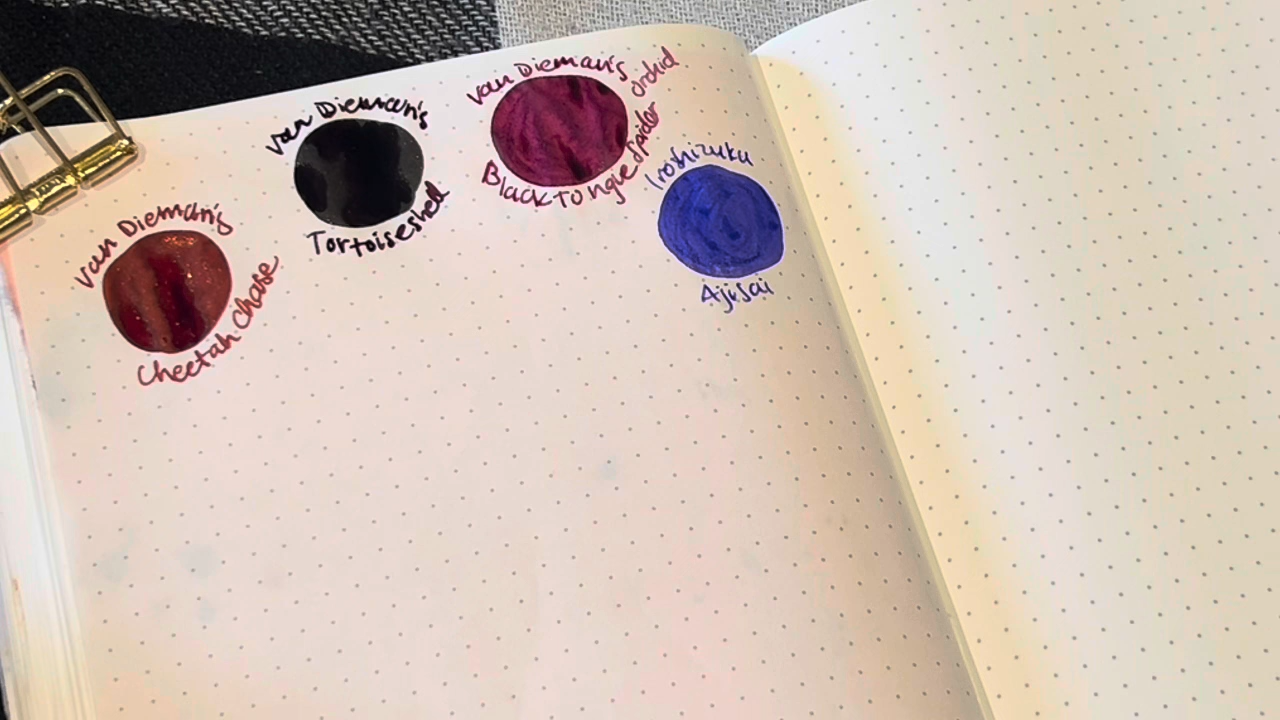 Van Dieman's
Cheetah Chase
Van Dieman's
Tortoiseshell
Van Dieman's
Black Tongue Spider Orchid
Iroshizuku
Ajisai